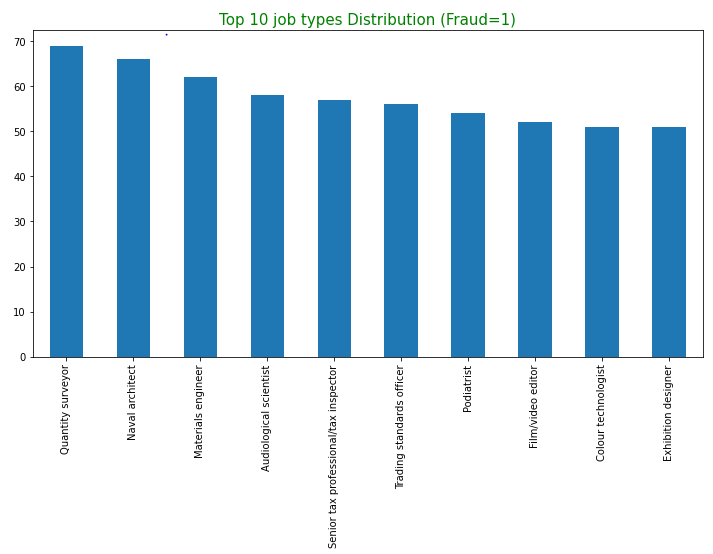 Top 10 job types Distribution (Fraud=1)
70
60
50
40
30
20
10
0
Quantity surveyor
Naval architect
Materials engineer
Audiological scientist
Senior tax professional/tax inspector
Trading standards officer
Podiatrist
Film/video editor
Colour technologist
Exhibition designer